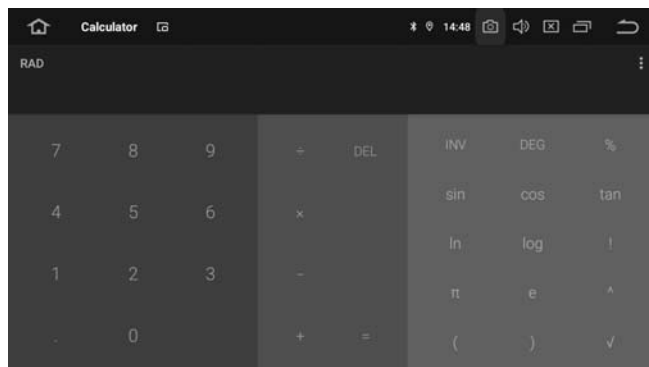 Calculator 14:48
RAD
7 8 9 ÷ DEL INV DEG %
sin cos tan
4 5 6 ×
ln log !
1 2 3 −
π e ^
. 0 + = ( ) √